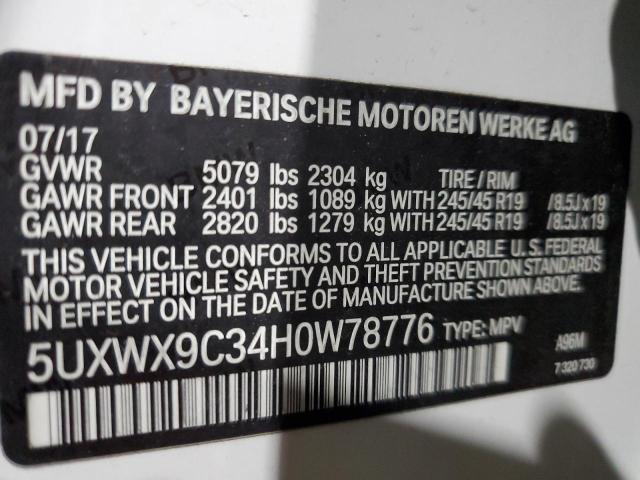 MFD BY BAYERISCHE MOTOREN WERKE AG
07/17
GVWR 5079 lbs 2304 kg TIRE / RIM
GAWR FRONT 2401 lbs 1089 kg WITH 245/45 R19 /8.5J x 19
GAWR REAR 2820 lbs 1279 kg WITH 245/45 R19 /8.5J x 19
THIS VEHICLE CONFORMS TO ALL APPLICABLE U.S. FEDERAL
MOTOR VEHICLE SAFETY AND THEFT PREVENTION STANDARDS
IN EFFECT ON THE DATE OF MANUFACTURE SHOWN ABOVE.
5UXWX9C34H0W78776 TYPE: MPV A96M
7 320 730